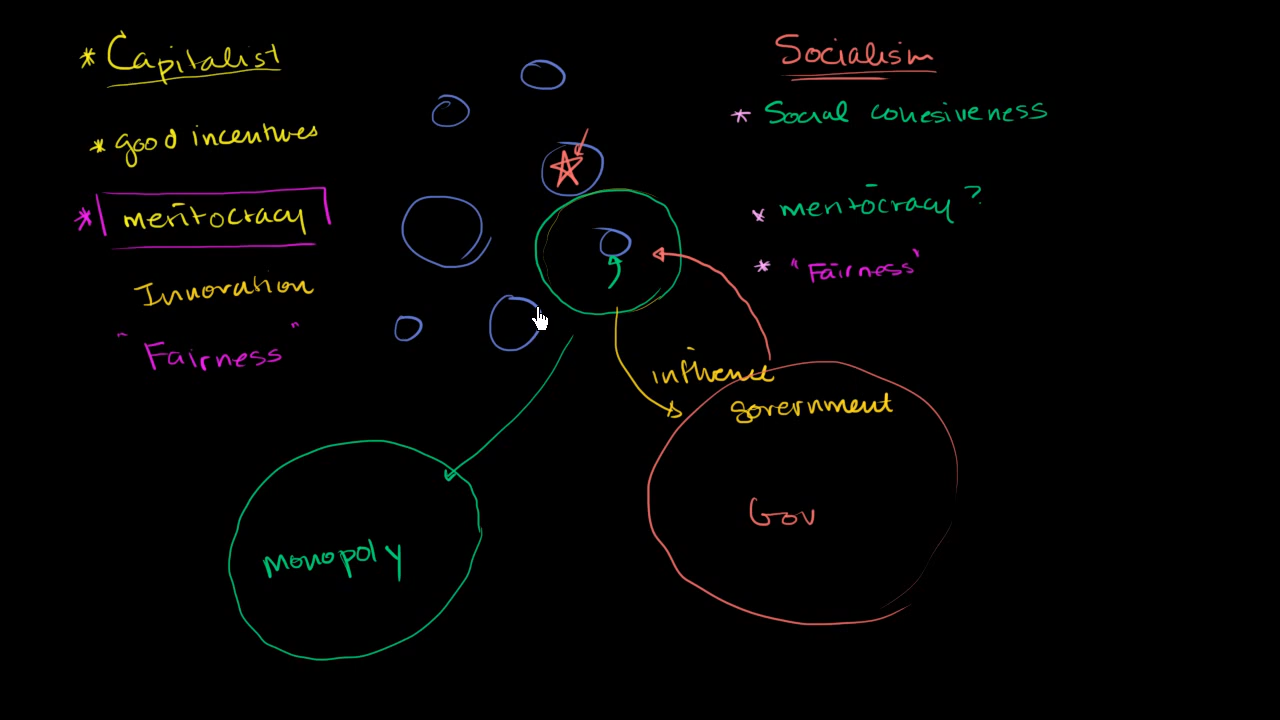 * Capitalist
* good incentives
* meritocracy
Innovation
"Fairness"
Socialism
* Social cohesiveness
* meritocracy?
* "Fairness"
influence
government
Gov
monopoly